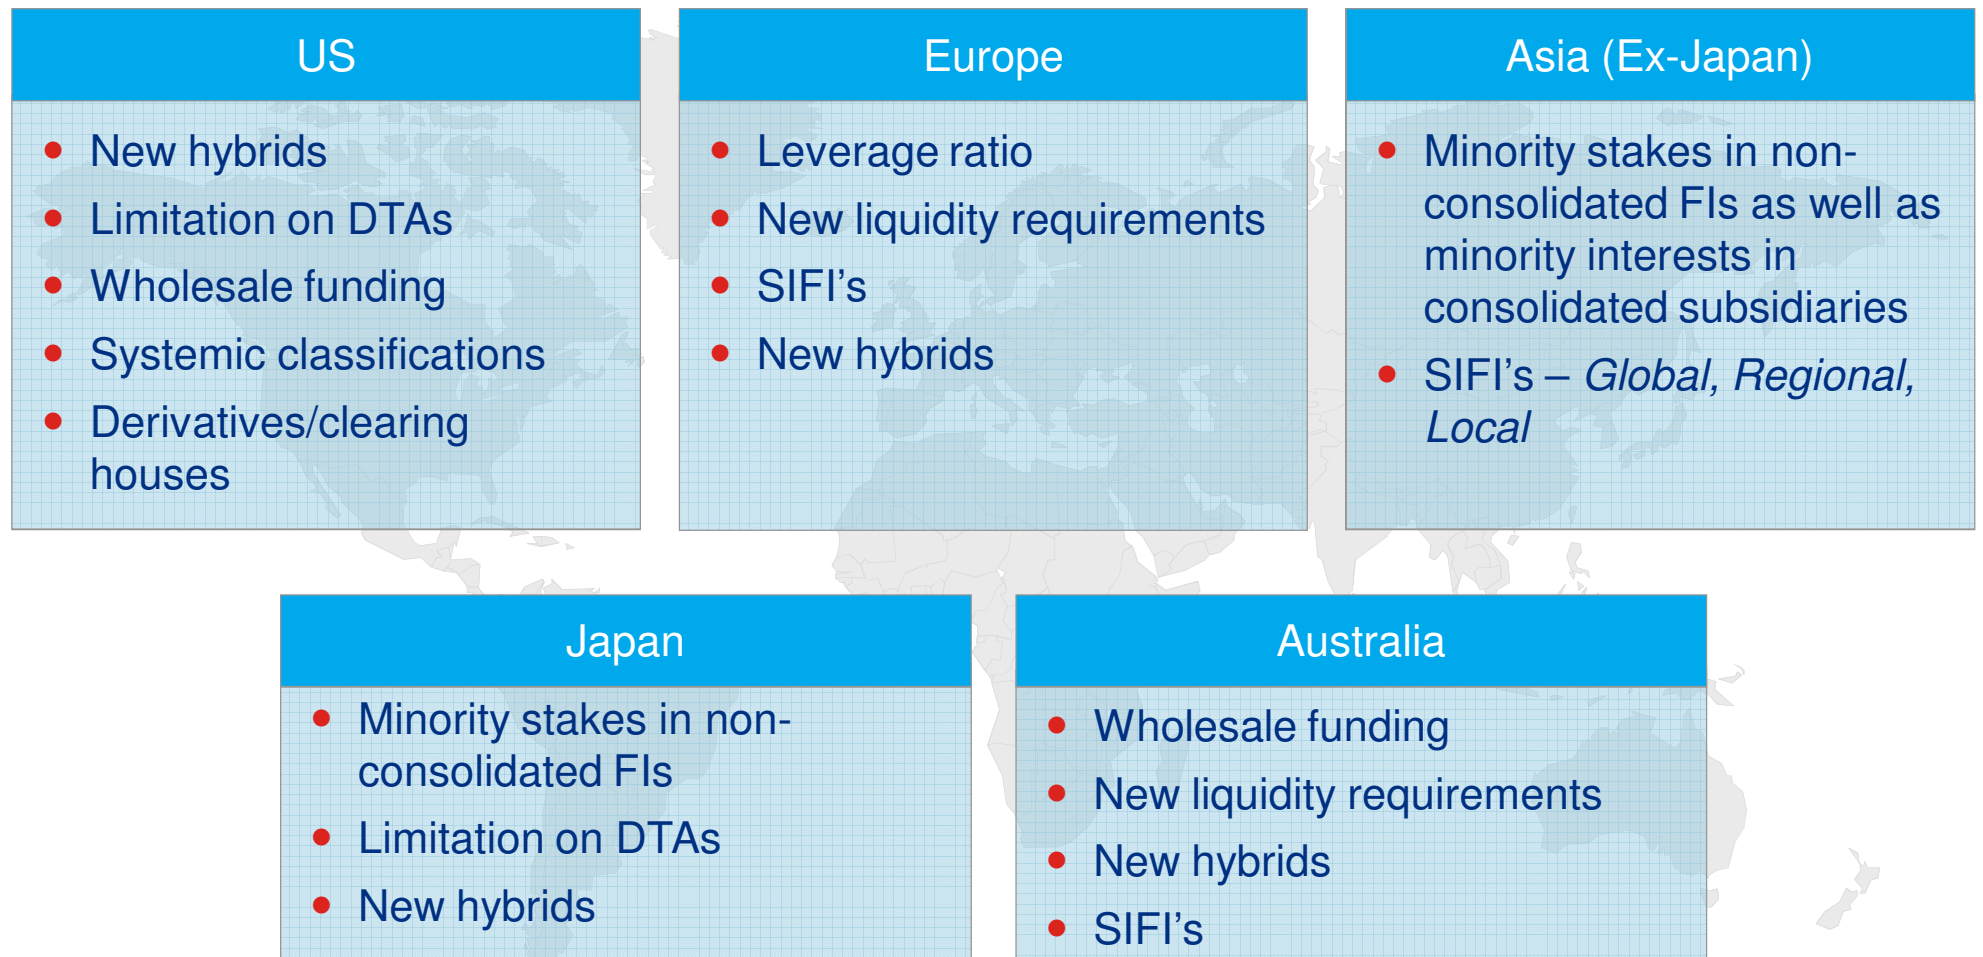 US
New hybrids
Limitation on DTAs
Wholesale funding
Systemic classifications
Derivatives/clearing
houses
Europe
Leverage ratio
New liquidity requirements
SIFI's
New hybrids
Asia (Ex-Japan)
Minority stakes in non-
consolidated FIs as well as
minority interests in
consolidated subsidiaries
SIFI's – Global, Regional,
Local
Japan
Minority stakes in non-
consolidated FIs
Limitation on DTAs
New hybrids
Australia
Wholesale funding
New liquidity requirements
New hybrids
SIFI's